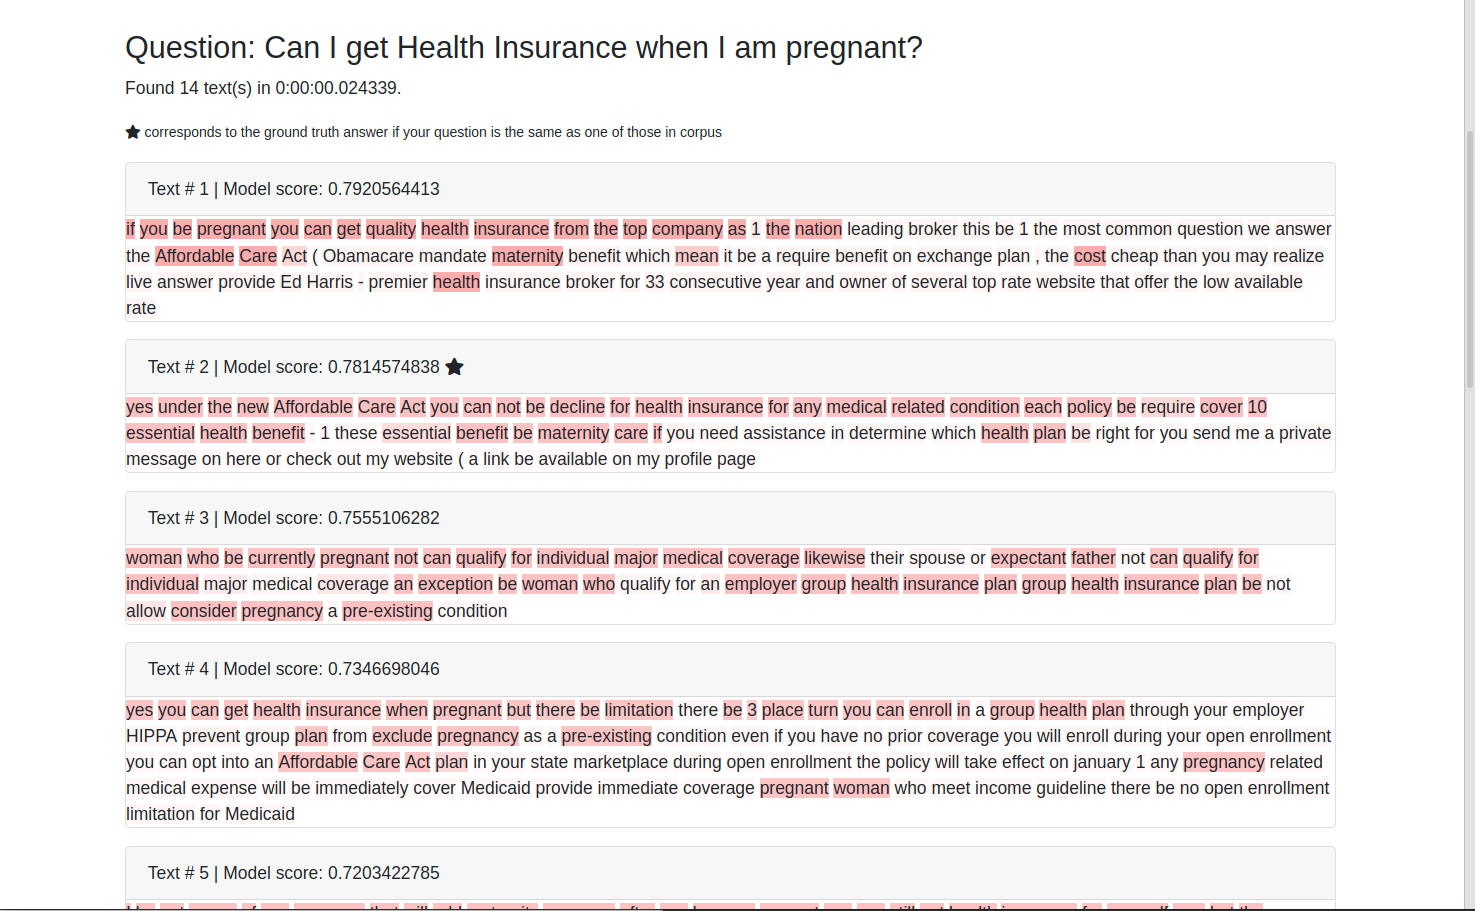 Question: Can I get Health Insurance when I am pregnant?
Found 14 text(s) in 0:00:00.024339.
★ corresponds to the ground truth answer if your question is the same as one of those in corpus
Text # 1 | Model score: 0.7920564413
if you be pregnant you can get quality health insurance from the top company as 1 the nation leading broker this be 1 the most common question we answer
the Affordable Care Act ( Obamacare mandate maternity benefit which mean it be a require benefit on exchange plan , the cost cheap than you may realize
live answer provide Ed Harris - premier health insurance broker for 33 consecutive year and owner of several top rate website that offer the low available
rate
Text # 2 | Model score: 0.7814574838 ★
yes under the new Affordable Care Act you can not be decline for health insurance for any medical related condition each policy be require cover 10
essential health benefit - 1 these essential benefit be maternity care if you need assistance in determine which health plan be right for you send me a private
message on here or check out my website ( a link be available on my profile page
Text # 3 | Model score: 0.7555106282
woman who be currently pregnant not can qualify for individual major medical coverage likewise their spouse or expectant father not can qualify for
individual major medical coverage an exception be woman who qualify for an employer group health insurance plan group health insurance plan be not
allow consider pregnancy a pre-existing condition
Text # 4 | Model score: 0.7346698046
yes you can get health insurance when pregnant but there be limitation there be 3 place turn you can enroll in a group health plan through your employer
HIPPA prevent group plan from exclude pregnancy as a pre-existing condition even if you have no prior coverage you will enroll during your open enrollment
you can opt into an Affordable Care Act plan in your state marketplace during open enrollment the policy will take effect on january 1 any pregnancy related
medical expense will be immediately cover Medicaid provide immediate coverage pregnant woman who meet income guideline there be no open enrollment
limitation for Medicaid
Text # 5 | Model score: 0.7203422785